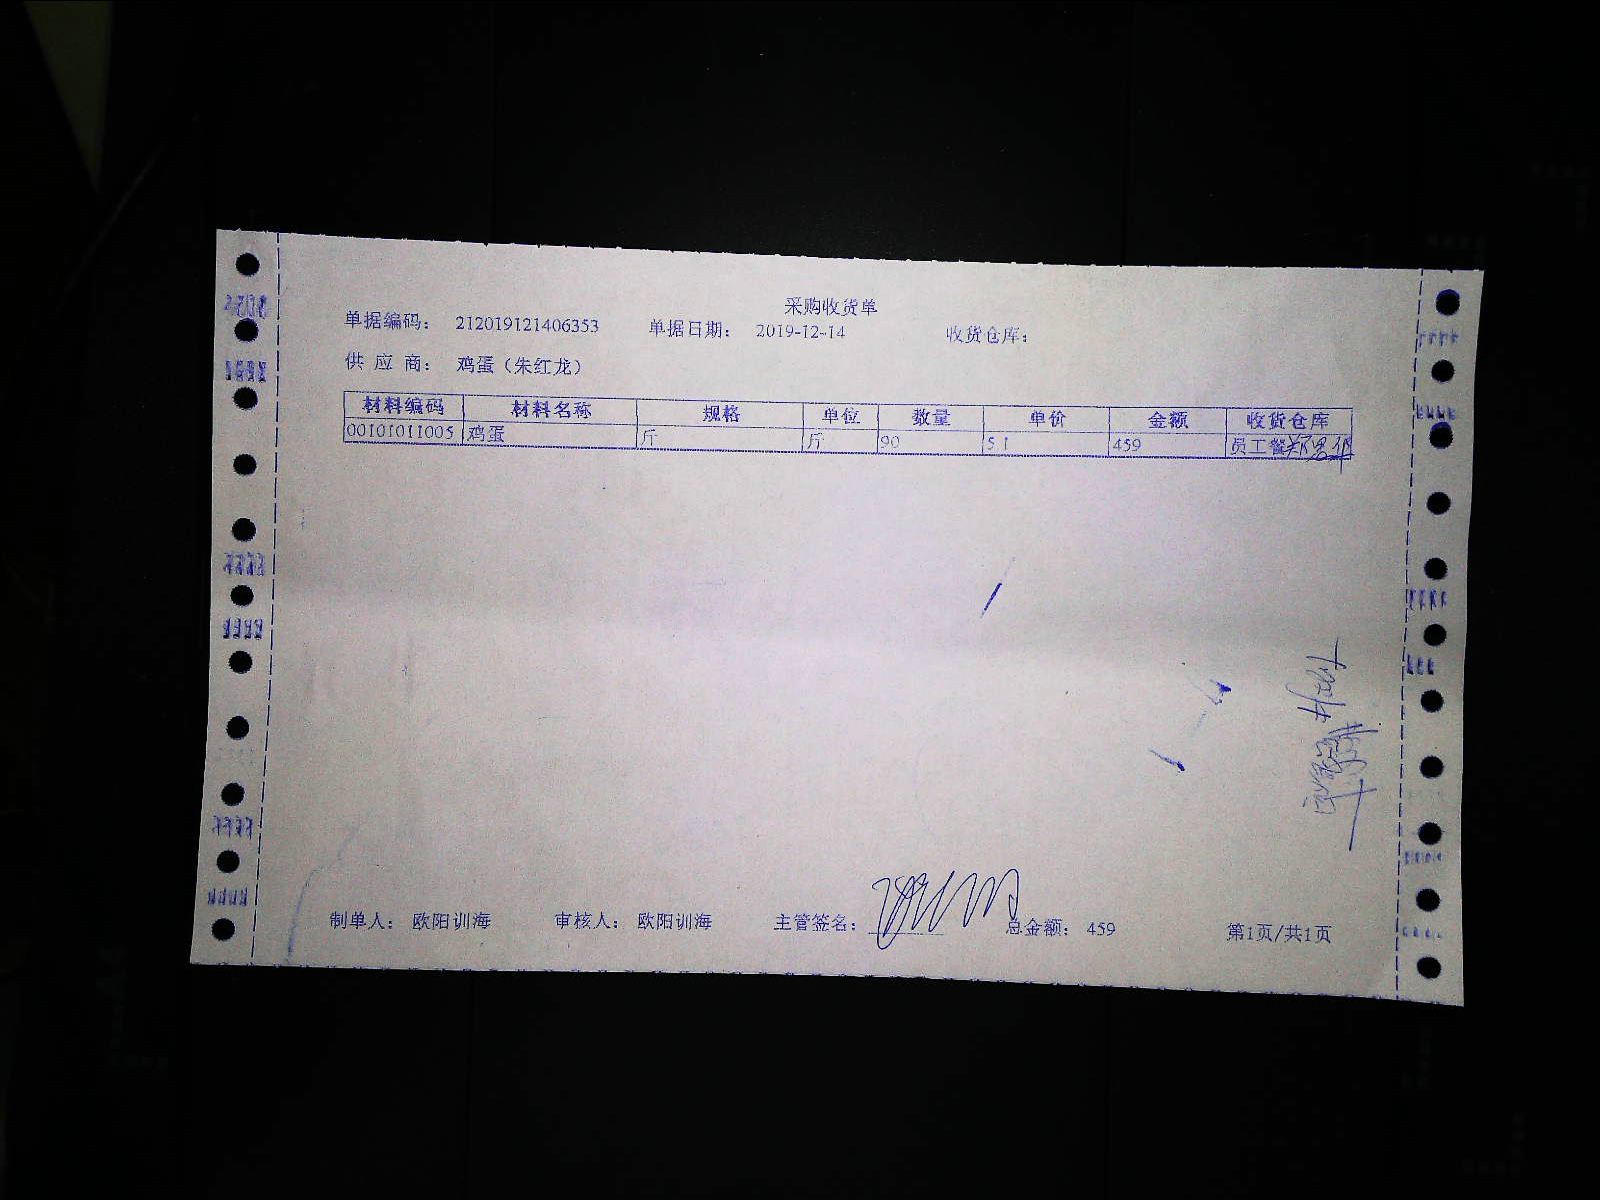 采购收货单
单据编码: 212019121406353 单据日期: 2019-12-14 收货仓库:
供 应 商: 鸡蛋（朱红龙）
材料编码 材料名称 规格 单位 数量 单价 金额 收货仓库
00101011005 鸡蛋 斤 斤 90 5.1 459 员工餐
制单人: 欧阳训海 审核人: 欧阳训海 主管签名: 总金额: 459 第1页/共1页